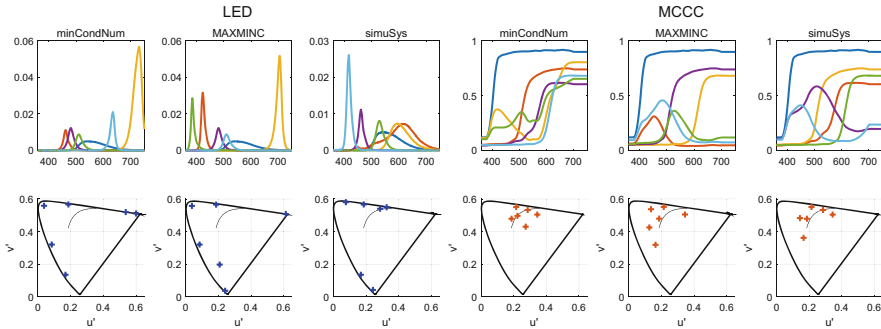 LED MCCC
minCondNum MAXMINC simuSys minCondNum MAXMINC simuSys
0.06 0.06 0.03 1 1 1
0.04 0.04 0.02
0.5 0.5 0.5
0.02 0.02 0.01
0 0 0 0 0 0
400 500 600 700 400 500 600 700 400 500 600 700 400 500 600 700 400 500 600 700 400 500 600 700
0.6 0.6 0.6 0.6 0.6 0.6
0.4 0.4 0.4 0.4 0.4 0.4
v' v' v' v' v' v'
0.2 0.2 0.2 0.2 0.2 0.2
0 0 0 0 0 0
0 0.2 0.4 0.6 0 0.2 0.4 0.6 0 0.2 0.4 0.6 0 0.2 0.4 0.6 0 0.2 0.4 0.6 0 0.2 0.4 0.6
u' u' u' u' u' u'